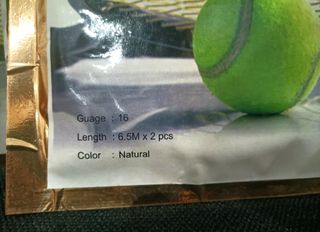 Guage : 16
Length : 6.5M x 2 pcs
Color : Natural